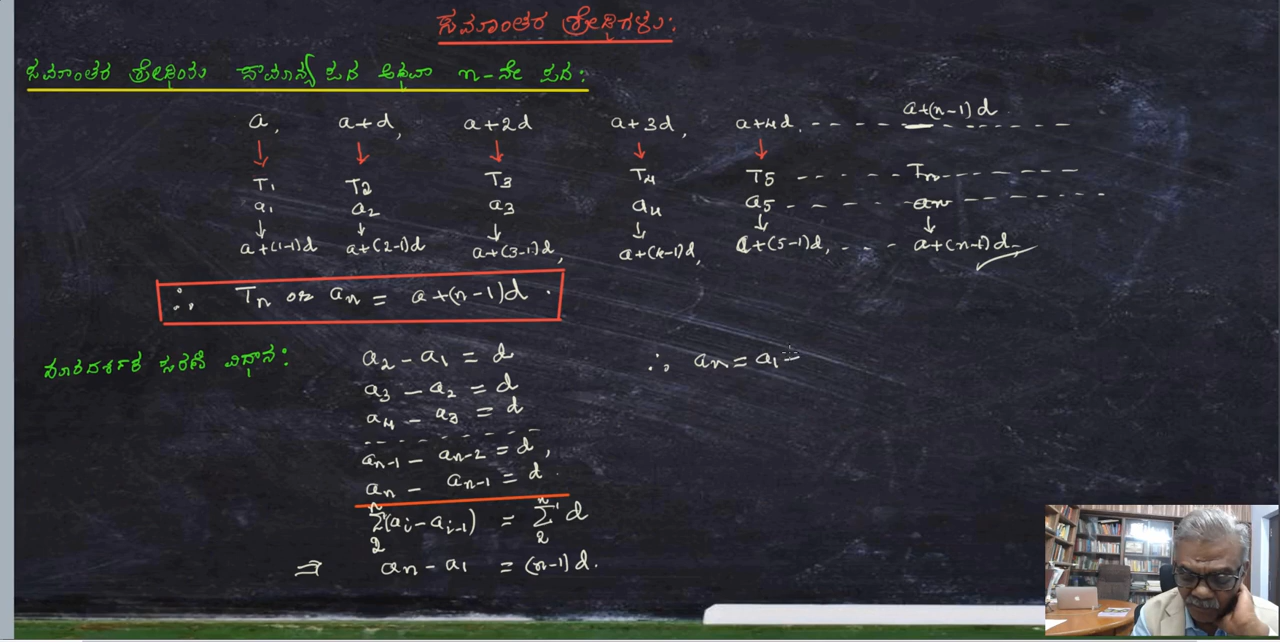 ಸಮಾಂತರ ಶ್ರೇಢಿಗಳು:
ಸಮಾಂತರ ಶ್ರೇಢಿಯ ಸಾಮಾನ್ಯ ಪದ ಅಥವಾ n-ನೇ ಪದ:
a, a+d, a+2d a+3d, a+4d, - - - - a+(n-1)d - - - -
↓ ↓ ↓ ↓ ↓
T₁ T₂ T₃ T₄ T₅ - - - - Tₙ - - - -
a₁ a₂ a₃ a₄ a₅ - - - - aₙ - - - -
↓ ↓ ↓ ↓ ↓ ↓
a+(1-1)d a+(2-1)d a+(3-1)d, a+(4-1)d, a+(5-1)d, - - - a+(n-1)d
∴ Tₙ or aₙ = a+(n-1)d.
ಸರಣಿ ವಿಧಾನ:
a₂ - a₁ = d
a₃ - a₂ = d
a₄ - a₃ = d
- - - - - - - - -
aₙ₋₁ - aₙ₋₂ = d,
aₙ - aₙ₋₁ = d.
n Σ 2 (aᵢ - aᵢ₋₁) = n Σ 2 d
⇒ aₙ - a₁ = (n-1)d.
∴ aₙ = a₁